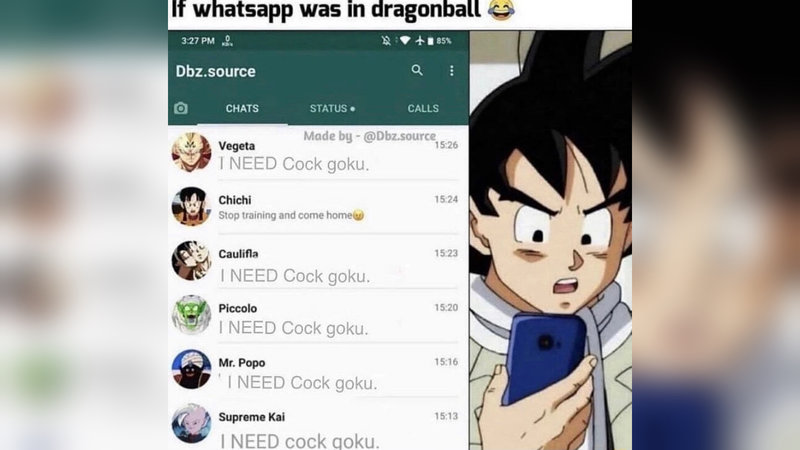 If whatsapp was in dragonball 😂
3:27 PM 0 KB/s 85%
Dbz.source
CHATS STATUS • CALLS
Made by - @Dbz.source
Vegeta 15:26
I NEED Cock goku.
Chichi 15:24
Stop training and come home😠
Caulifla 15:23
I NEED Cock goku.
Piccolo 15:20
I NEED Cock goku.
Mr. Popo 15:16
' I NEED Cock goku.
Supreme Kai 15:13
I NEED cock goku.